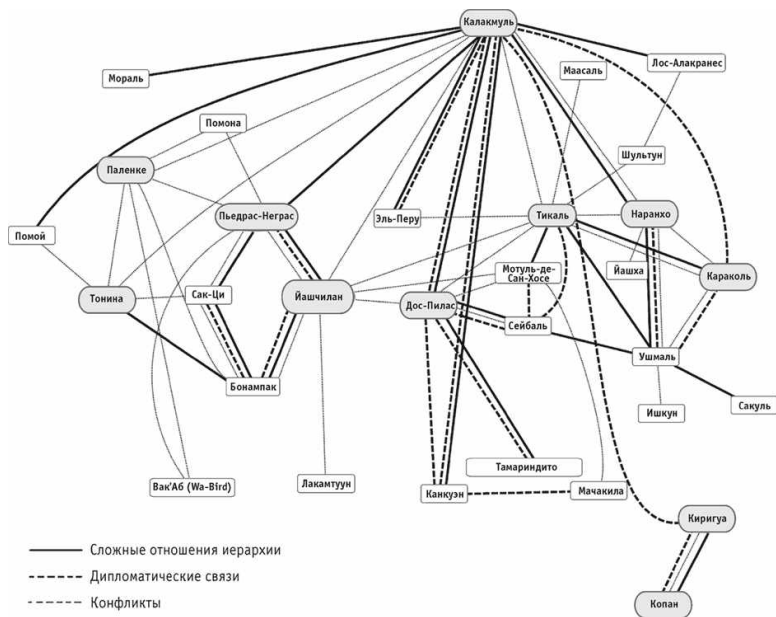 Калакмуль
Мораль
Маасаль
Лос-Алакранес
Помона
Шультун
Паленке
Пьедрас-Неграс
Эль-Перу
Тикаль
Наранхо
Помой
Тонина
Сак-Ци
Йашчилан
Дос-Пилас
Мотуль-де-
Сан-Хосе
Йашха
Караколь
Сейбаль
Ушмаль
Бонампак
Ишкун
Сакуль
Вак'Аб (Wa-Bird)
Лакамтуун
Тамариндито
Канкуэн
Мачакила
Киригуа
Копан
Сложные отношения иерархии
Дипломатические связи
Конфликты